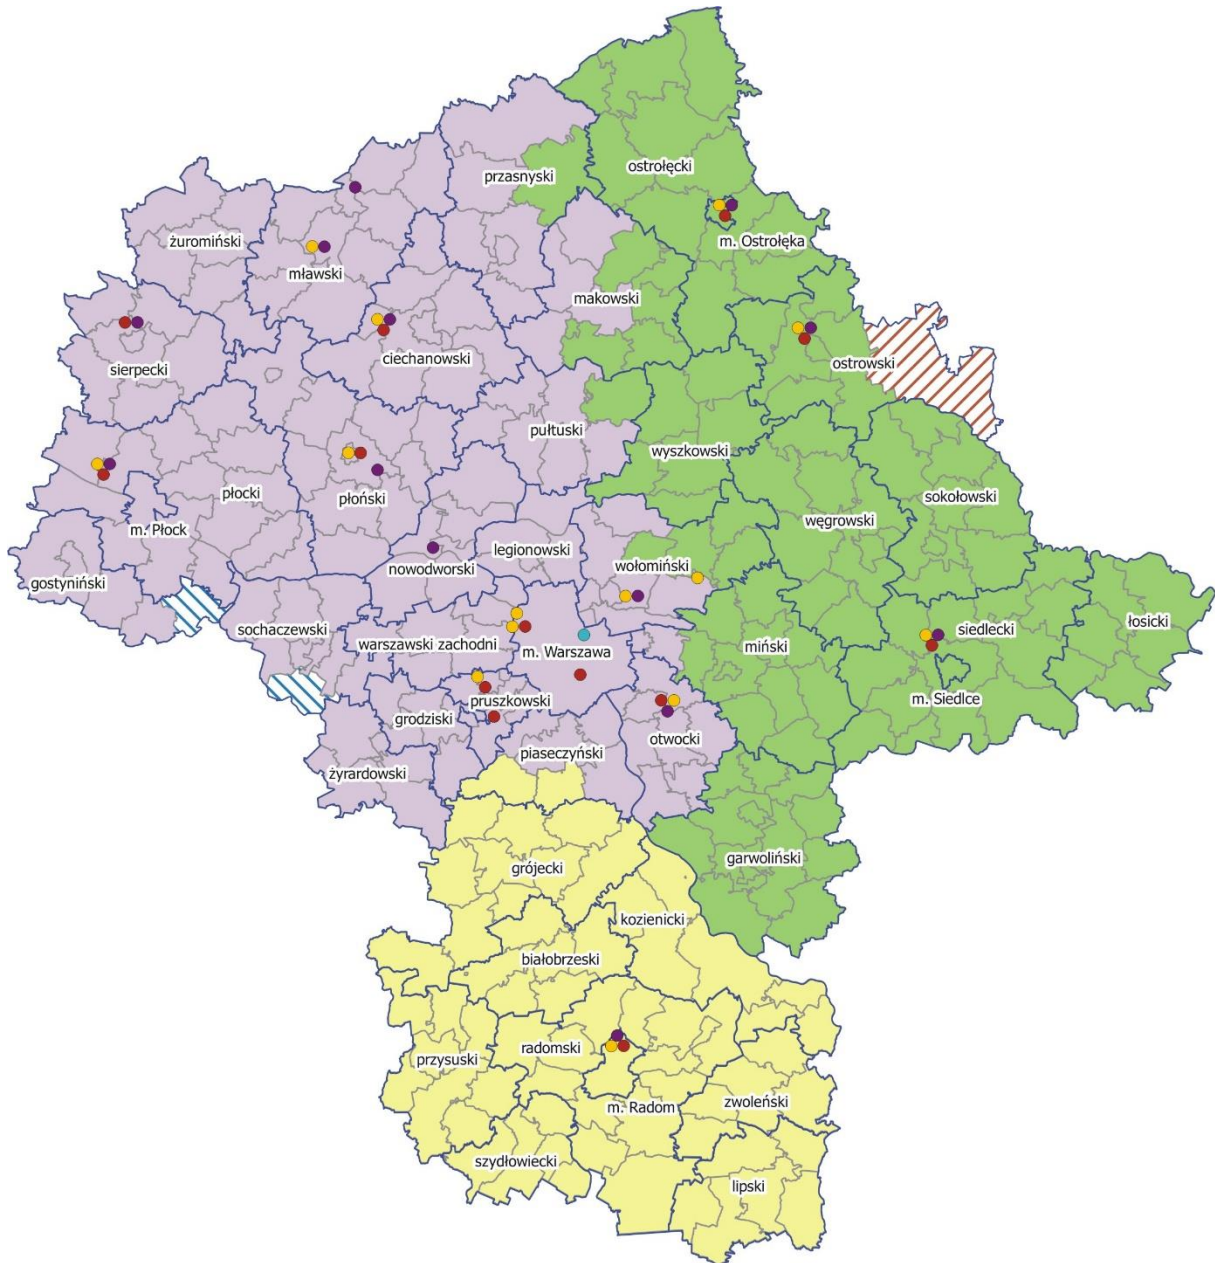 przasnyski
ostrołęcki
żuromiński
m. Ostrołęka
mławski
makowski
ciechanowski
sierpecki
ostrowski
pułtuski
wyszkowski
płocki
płoński
sokołowski
m. Płock
węgrowski
legionowski
wołomiński
nowodworski
gostyniński
sochaczewski
siedlecki
łosicki
warszawski zachodni
m. Warszawa
miński
m. Siedlce
pruszkowski
grodziski
otwocki
piaseczyński
żyrardowski
garwoliński
grójecki
kozienicki
białobrzeski
radomski
przysuski
zwoleński
m. Radom
szydłowiecki
lipski